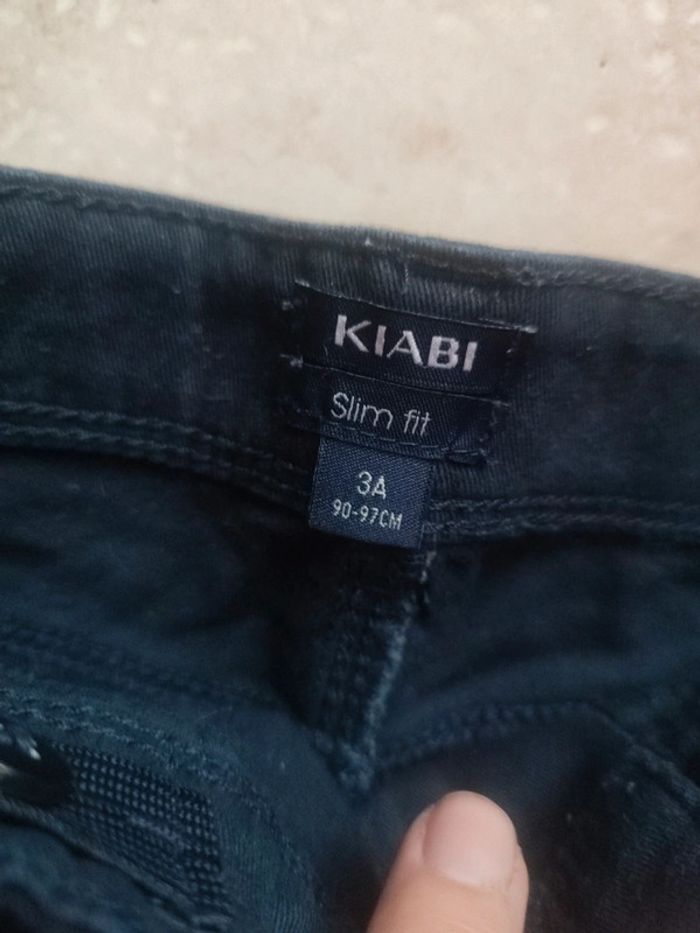 KIABI
Slim fit
3A
90-97CM